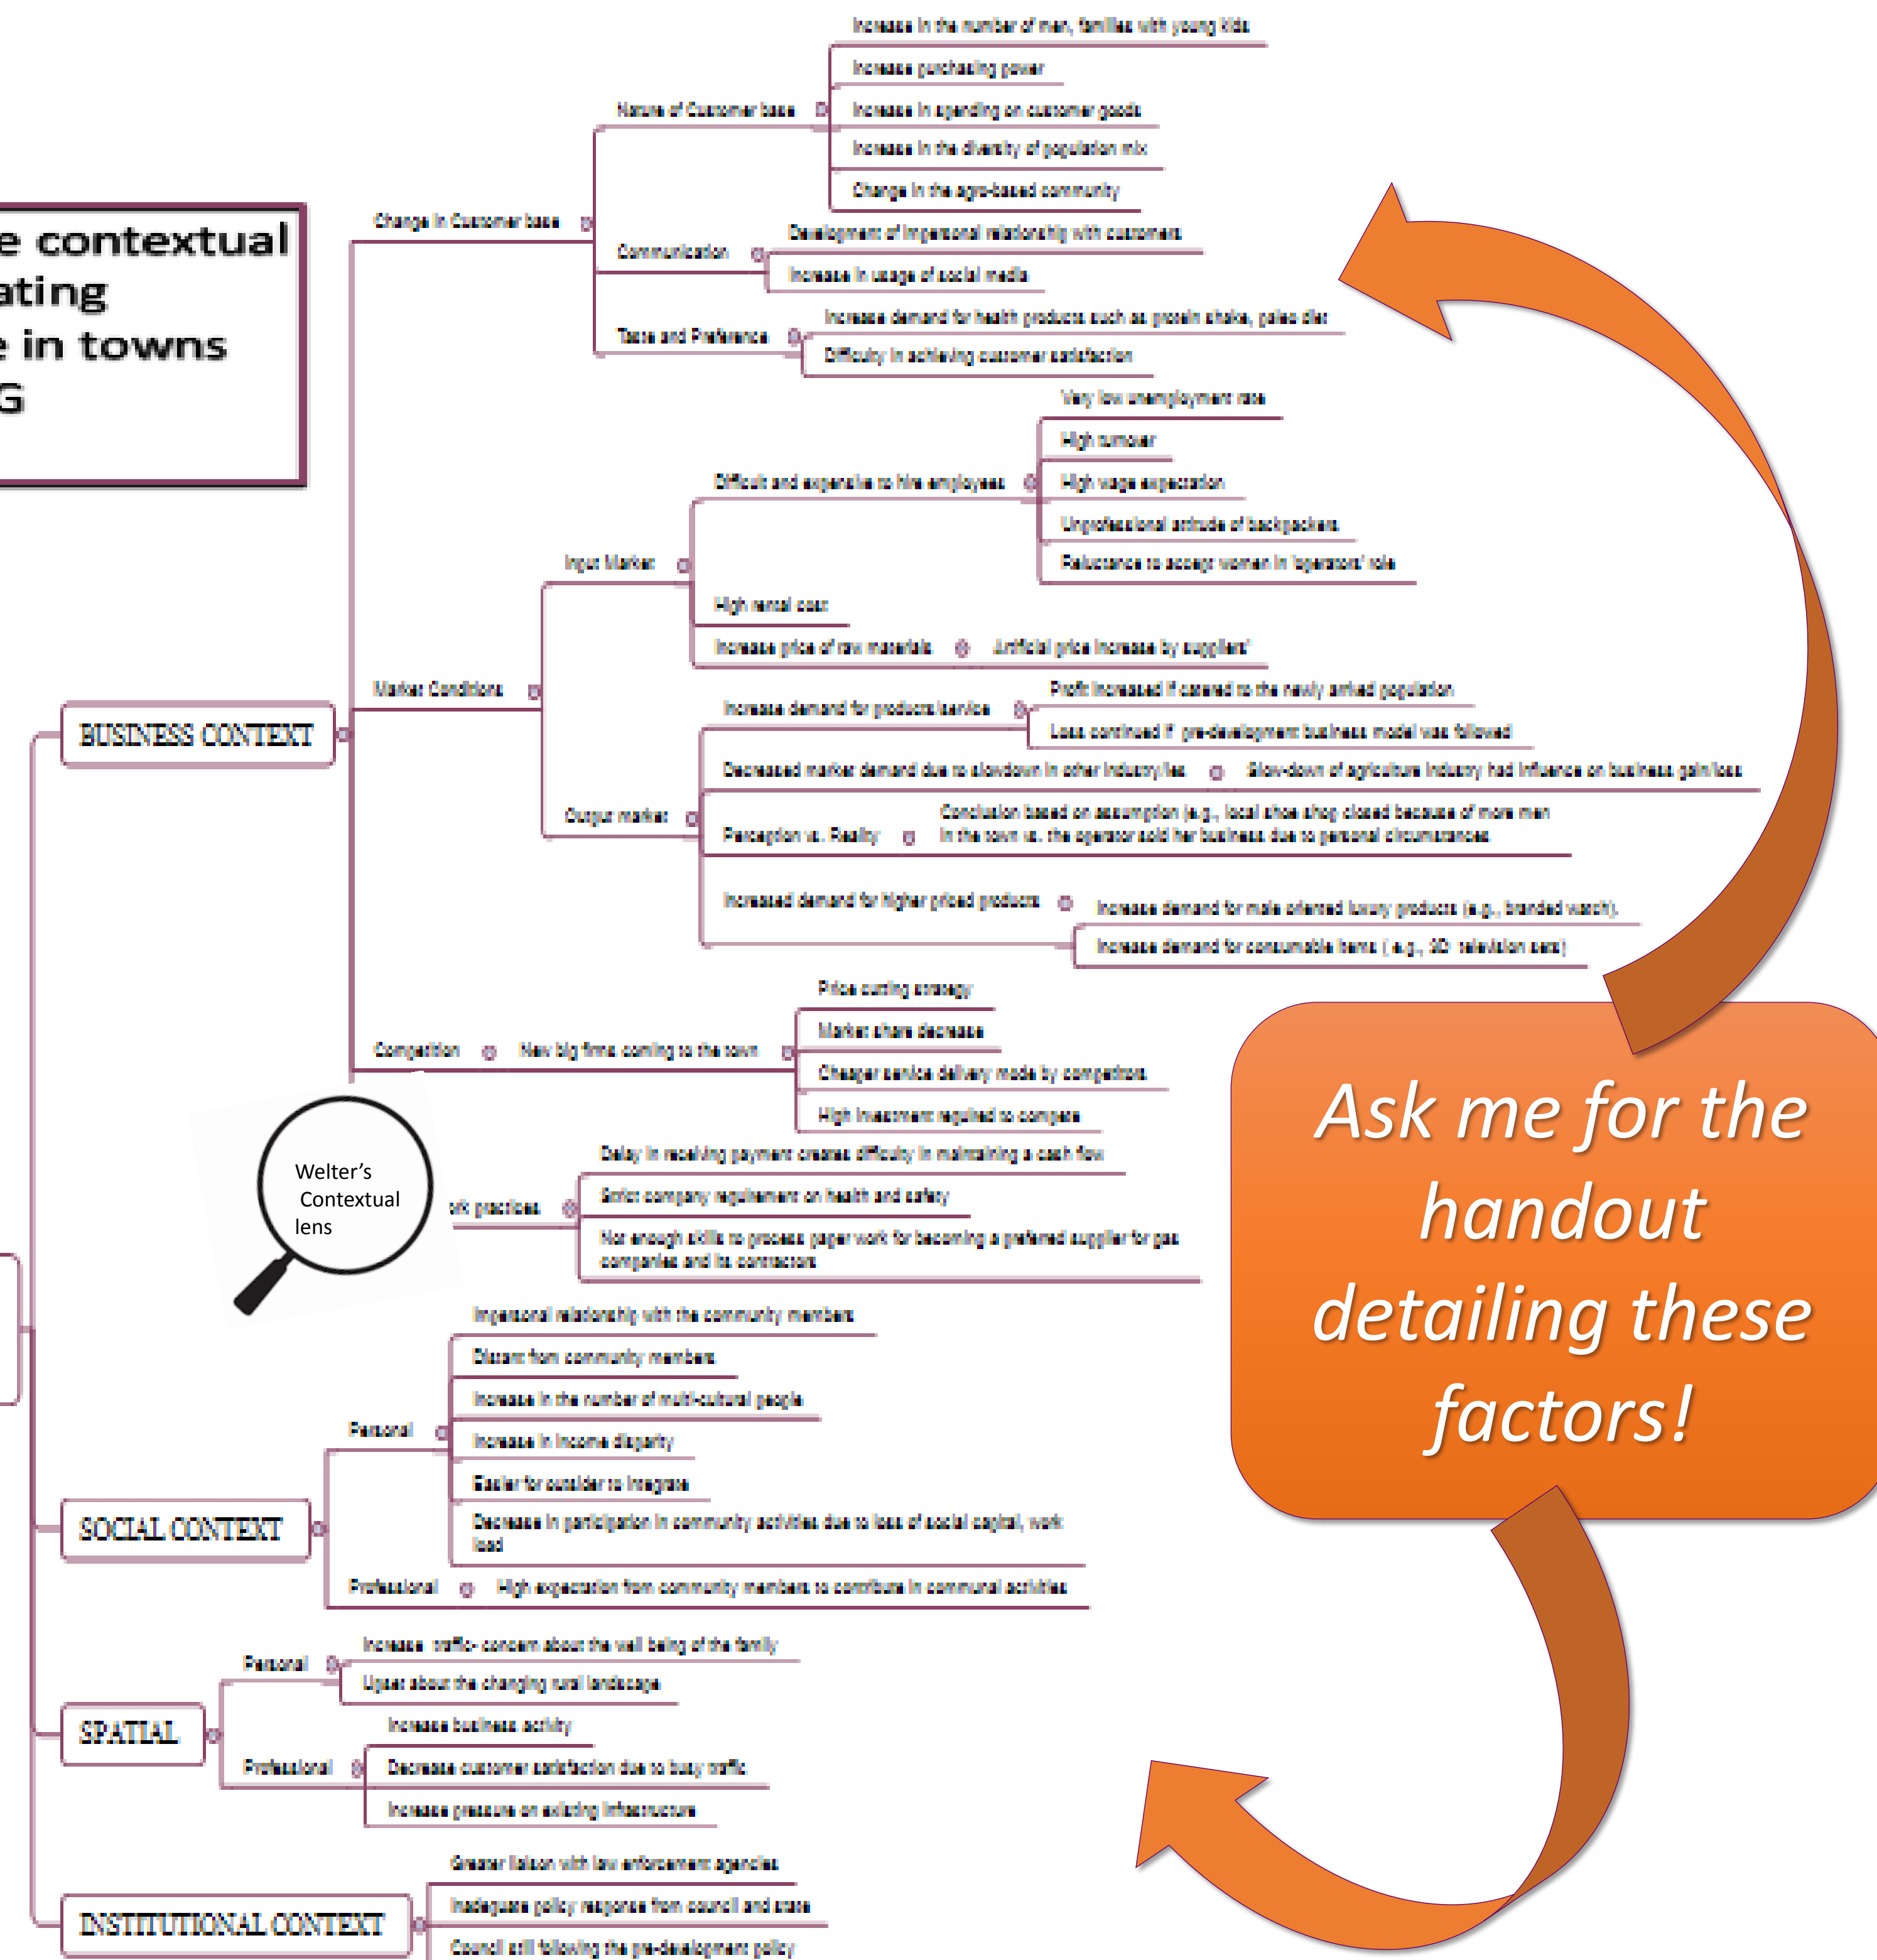 e contextual
ating
e in towns
G
Increase in the number of men, families with young kids
Increase purchasing power
Nature of Customer base
Increase in spending on customer goods
Increase in the diversity of population mix
Change in the agro-based community
Change in Customer base
Development of impersonal relationship with customers
Communication
Increase in usage of social media
Increase demand for health products such as protein shake, paleo diet
Taste and Preference
Difficulty in achieving customer satisfaction
Very low unemployment rate
High turnover
Difficult and expensive to hire employees
High wage expectation
Unprofessional attitude of backpackers
Input Market
Reluctance to accept women in 'operators' role
High rental cost
Increase price of raw materials
Artificial price increase by suppliers'
Market Conditions
Profit increased if catered to the newly arrived population
Increase demand for products/service
BUSINESS CONTEXT
Loss continued if pre-development business model was followed
Decreased market demand due to slowdown in other industry/ies
Slow-down of agriculture industry had influence on business gain/loss
Output market
Conclusion based on assumption (e.g., local shoe shop closed because of more men
Perception vs. Reality
in the town vs. the operator sold her business due to personal circumstances
Increased demand for higher priced products
Increase demand for male oriented luxury products (e.g., branded watch).
Increase demand for consumable items ( e.g., 3D television sets)
Price cutting strategy
Market share decrease
Competition
New big firms coming to the town
Cheaper service delivery mode by competitors
High investment required to compete
Welter's
Contextual
lens
Delay in receiving payment creates difficulty in maintaining a cash flow
ork practices
Strict company requirement on health and safety
Not enough skills to process paper work for becoming a preferred supplier for gas
companies and its contractors
Ask me for the
handout
detailing these
factors!
Impersonal relationship with the community members
Distant from community members
Increase in the number of multi-cultural people
Personal
Increase in income disparity
Easier for outsider to integrate
SOCIAL CONTEXT
Decrease in participation in community activities due to loss of social capital, work
load
Professional
High expectation from community members to contribute in communal activities
Increase traffic- concern about the well being of the family
Personal
Upset about the changing rural landscape
SPATIAL
Increase business activity
Professional
Decrease customer satisfaction due to busy traffic
Increase pressure on existing infrastructure
Greater liaison with law enforcement agencies
INSTITUTIONAL CONTEXT
Inadequate policy response from council and state
Council still following the pre-development policy